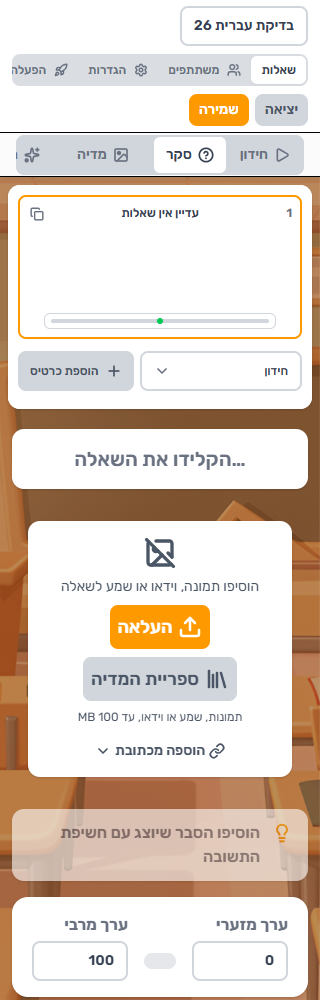 בדיקת עברית 26
שאלות
משתתפים
הגדרות
הפעלה
יציאה
שמירה
חידון
סקר
מדיה
1
עדיין אין שאלות
חידון
הוספת כרטיס
הקלידו את השאלה...
הוסיפו תמונה, וידאו או שמע לשאלה
העלאה
ספריית המדיה
תמונות, שמע או וידאו, עד 100 MB
הוספה מכתובת
הוסיפו הסבר שיוצג עם חשיפת
התשובה
ערך מזערי
ערך מרבי
0
100